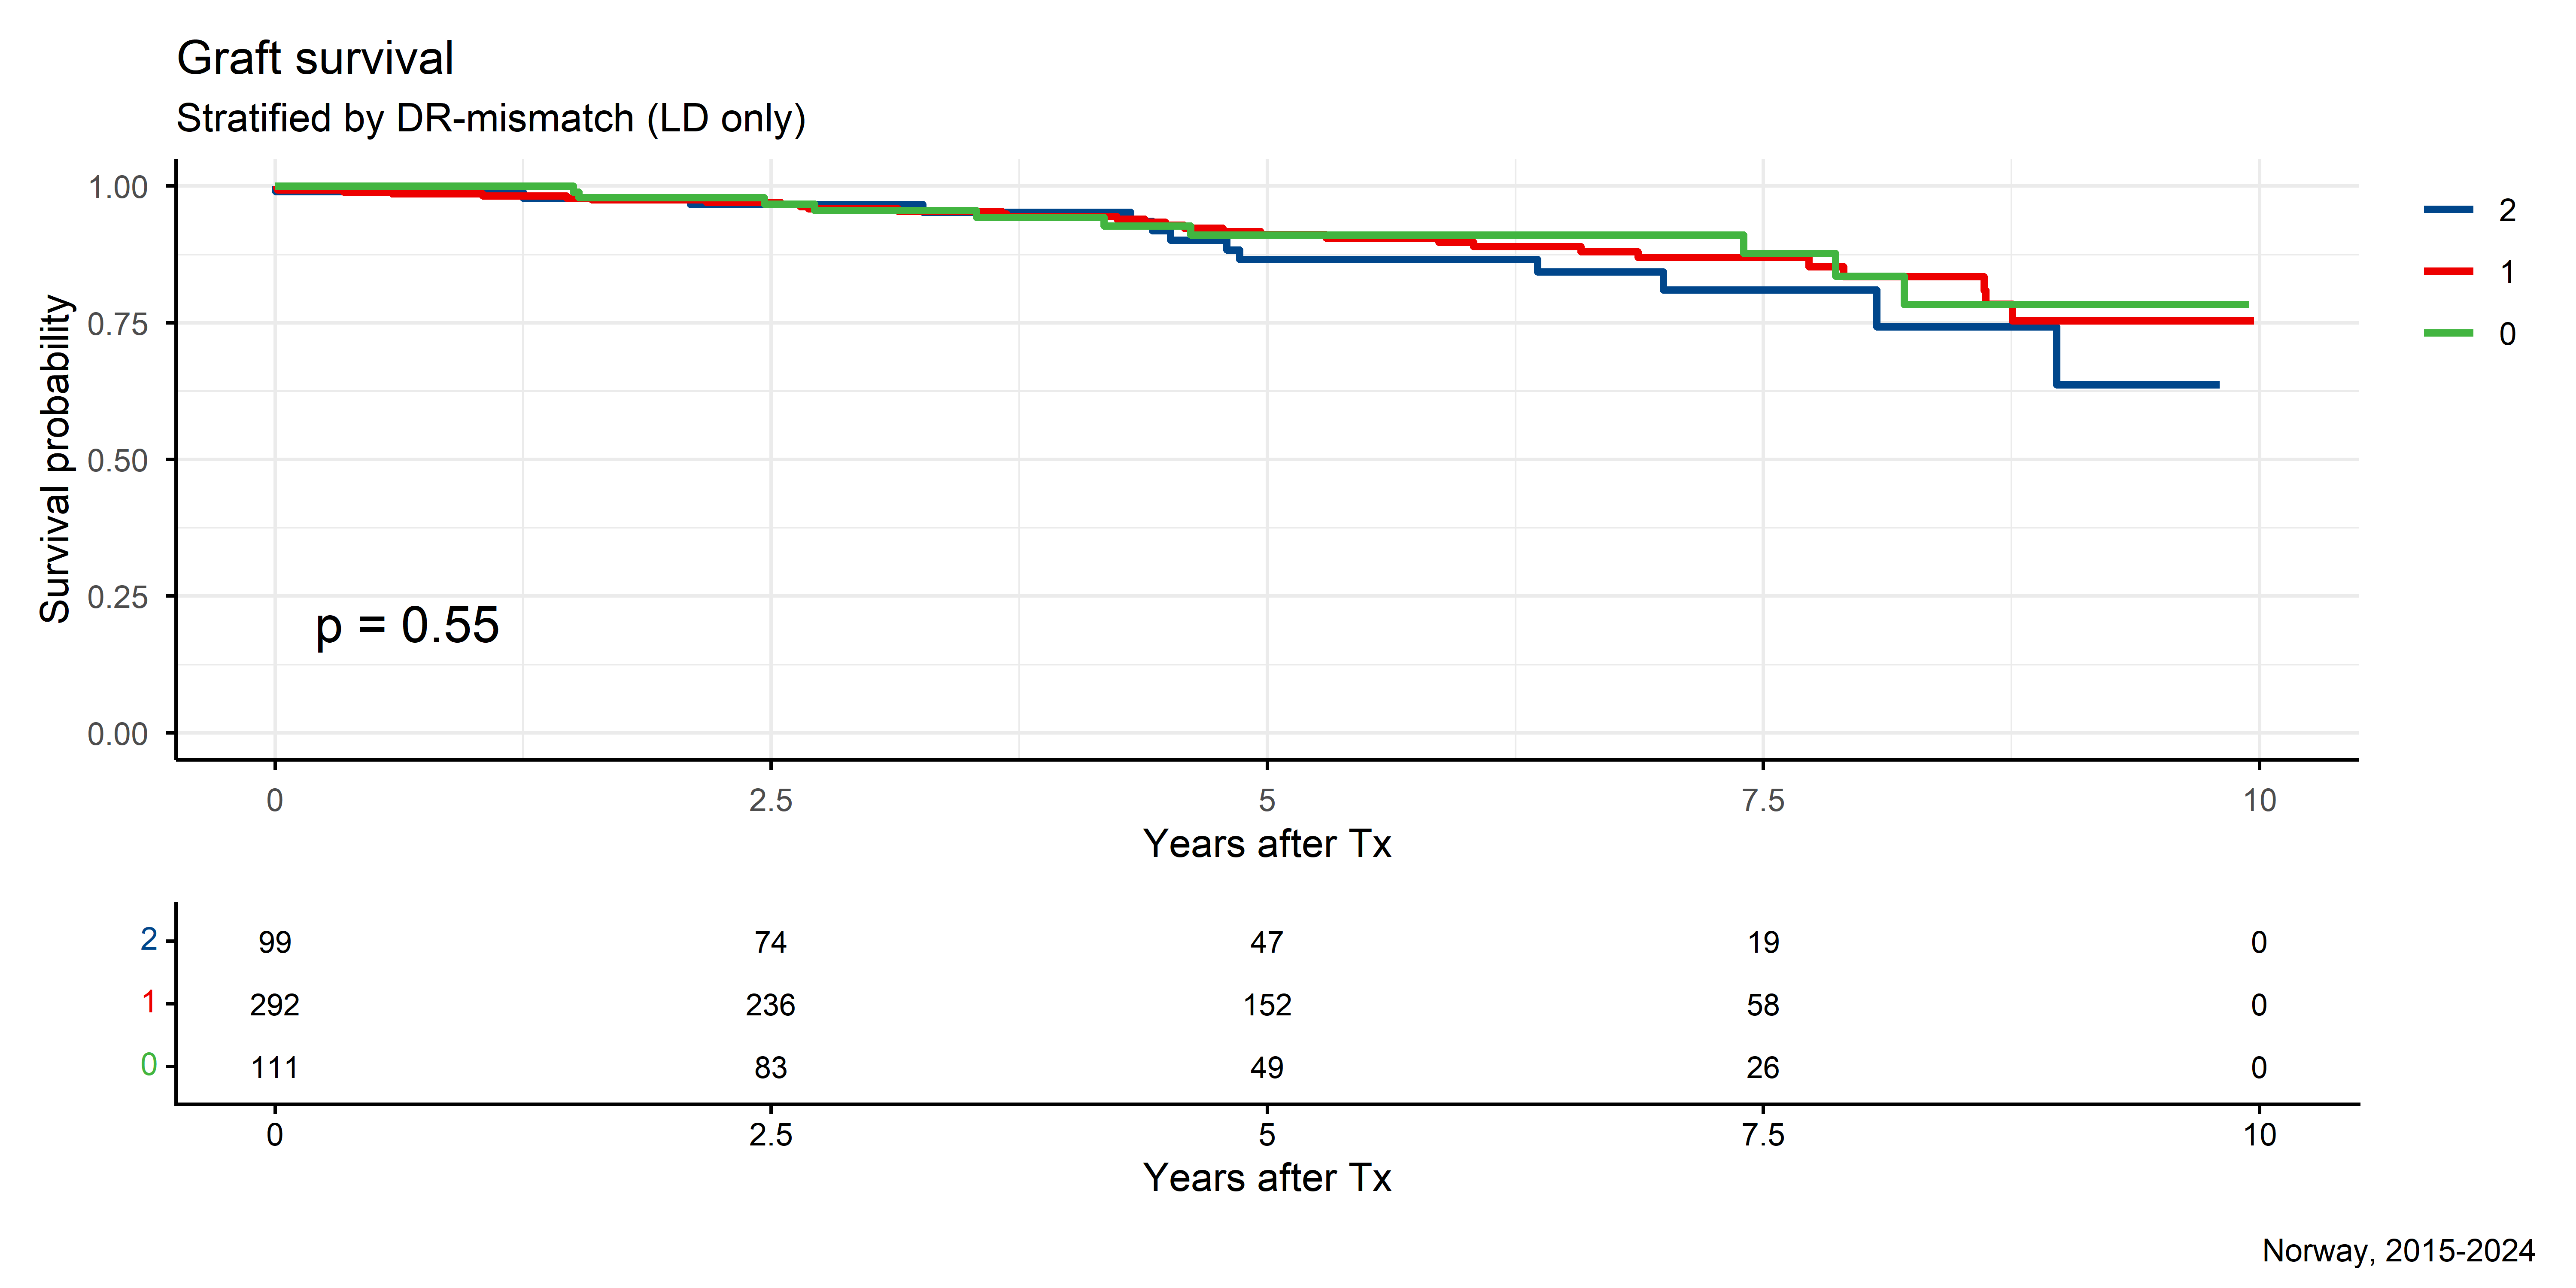 Graft survival
Stratified by DR-mismatch (LD only)
Survival probability
1.00
0.75
0.50
0.25
0.00
p = 0.55
0 2.5 5 7.5 10
Years after Tx
2
1
0
2 99 74 47 19 0
1 292 236 152 58 0
0 111 83 49 26 0
0 2.5 5 7.5 10
Years after Tx
Norway, 2015-2024